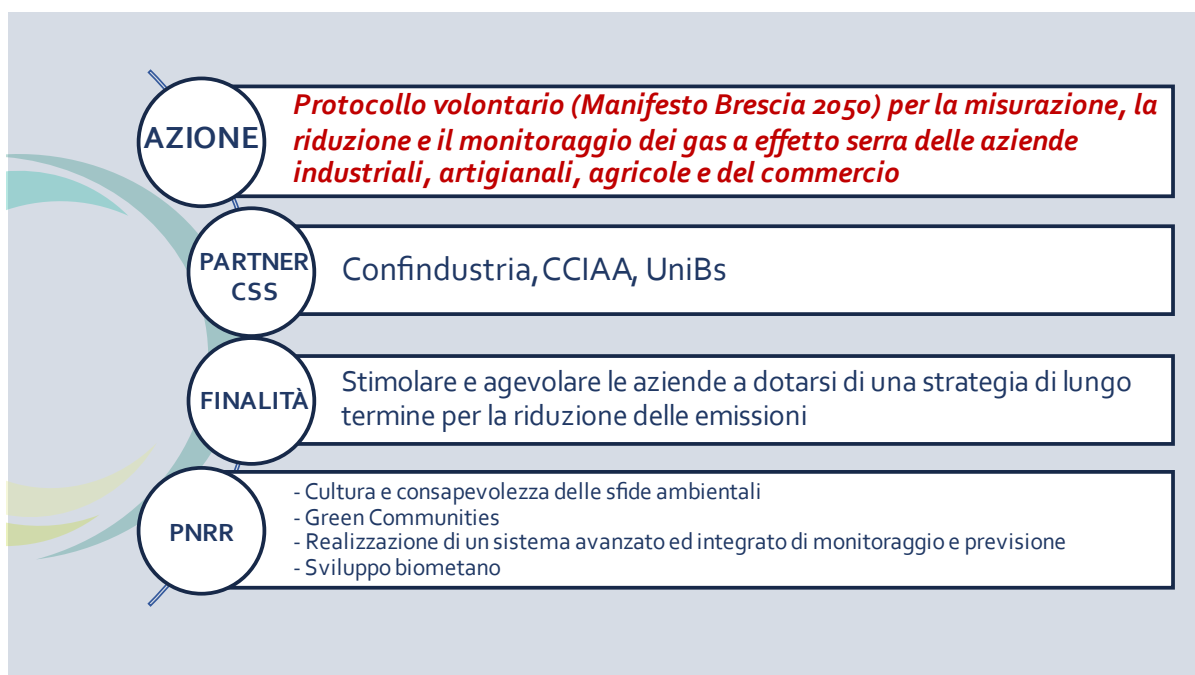 AZIONE
Protocollo volontario (Manifesto Brescia 2050) per la misurazione, la
riduzione e il monitoraggio dei gas a effetto serra delle aziende
industriali, artigianali, agricole e del commercio
PARTNER
CSS
Confindustria, CCIAA, UniBs
FINALITÀ
Stimolare e agevolare le aziende a dotarsi di una strategia di lungo
termine per la riduzione delle emissioni
PNRR
- Cultura e consapevolezza delle sfide ambientali
- Green Communities
- Realizzazione di un sistema avanzato ed integrato di monitoraggio e previsione
- Sviluppo biometano